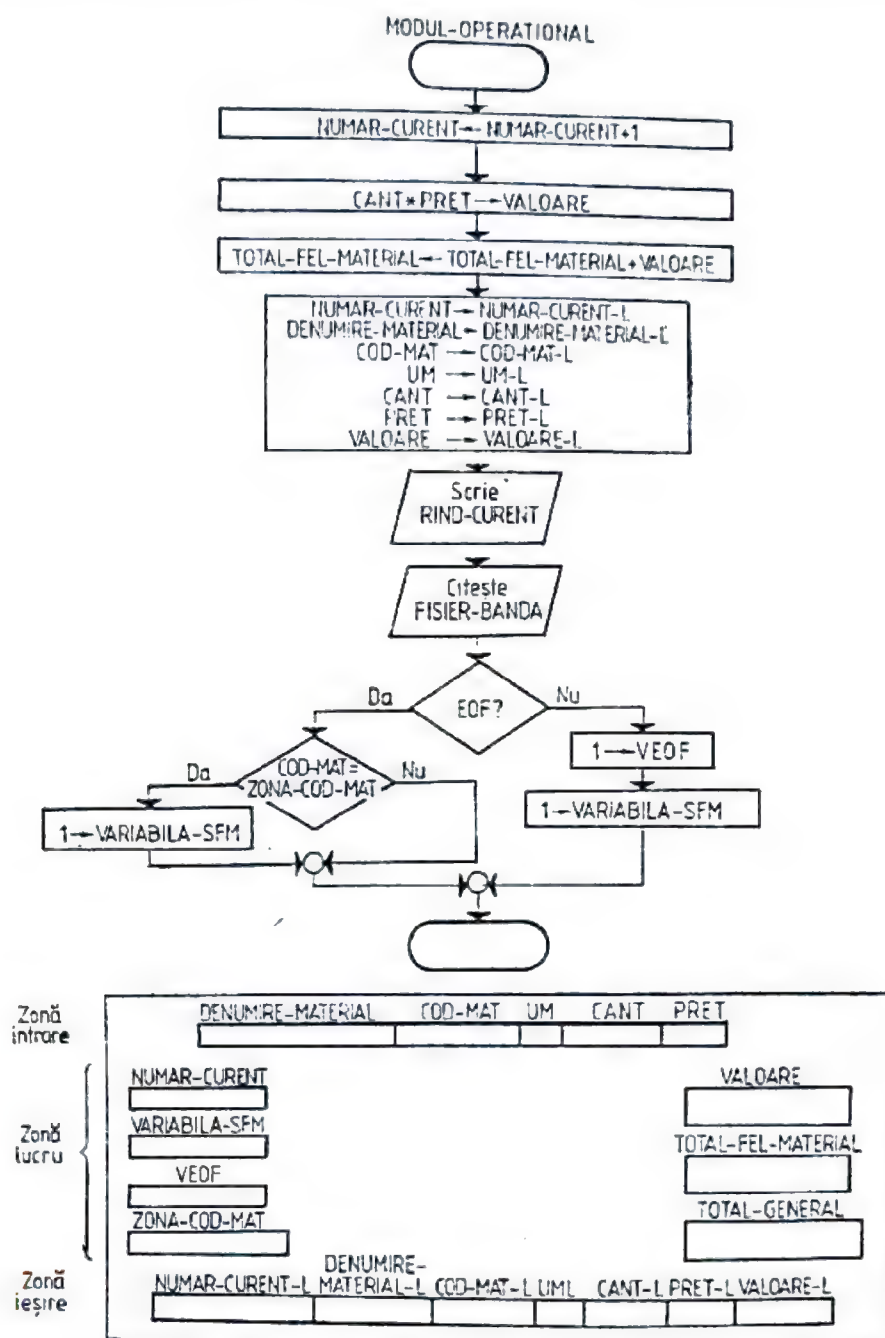 MODUL-OPERATIONAL
NUMAR-CURENT ← NUMAR-CURENT+1
CANT*PRET → VALOARE
TOTAL-FEL-MATERIAL ← TOTAL-FEL-MATERIAL+VALOARE
NUMAR-CURENT → NUMAR-CURENT-L
DENUMIRE-MATERIAL → DENUMIRE-MATERIAL-L
COD-MAT → COD-MAT-L
UM → UM-L
CANT → CANT-L
PRET → PRET-L
VALOARE → VALOARE-L
Scrie
RIND-CURENT
Citește
FISIER-BANDA
Da EOF? Nu
1→VEOF
Da COD-MAT= Nu
ZONA-COD-MAT
1→VARIABILA-SFM
1→VARIABILA-SFM
Zonă intrare
DENUMIRE-MATERIAL COD-MAT UM CANT PRET
Zonă lucru
NUMAR-CURENT VALOARE
VARIABILA-SFM TOTAL-FEL-MATERIAL
VEOF TOTAL-GENERAL
ZONA-COD-MAT
Zonă ieșire
NUMAR-CURENT-L DENUMIRE-MATERIAL-L COD-MAT-L UML CANT-L PRET-L VALOARE-L